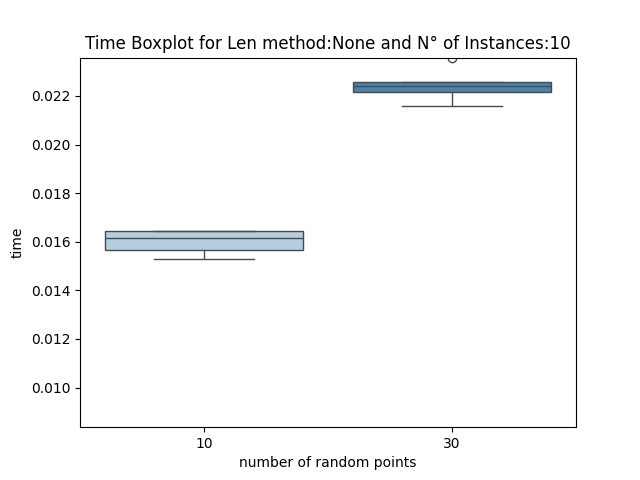 Time Boxplot for Len method:None and N° of Instances:10
0.022
0.020
0.018
0.016
0.014
0.012
0.010
time
10 30
number of random points